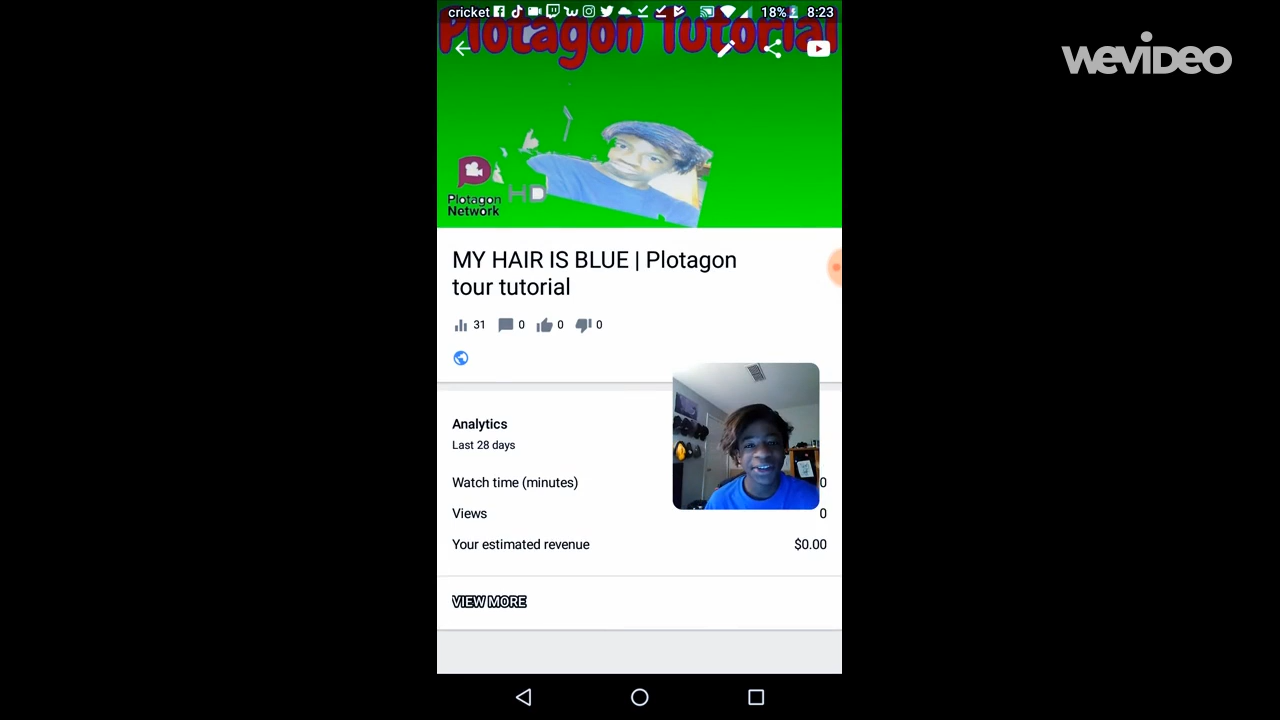 cricket 18% 8:23
wevideo
Plotagon Tutorial
Plotagon HD
Network
MY HAIR IS BLUE | Plotagon
tour tutorial
31 0 0 0
Analytics
Last 28 days
Watch time (minutes) 0
Views 0
Your estimated revenue $0.00
VIEW MORE